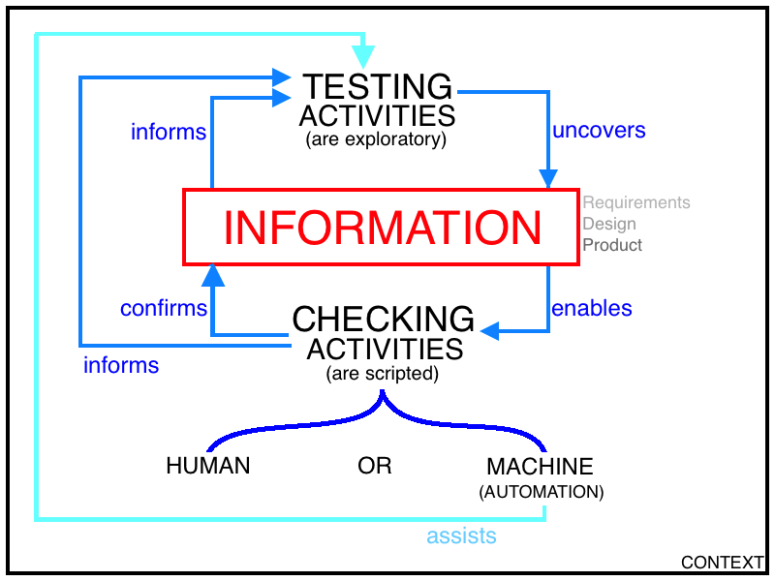 TESTING
ACTIVITIES
(are exploratory)
informs
uncovers
INFORMATION
Requirements
Design
Product
confirms
enables
CHECKING
ACTIVITIES
(are scripted)
informs
HUMAN OR MACHINE
(AUTOMATION)
assists
CONTEXT